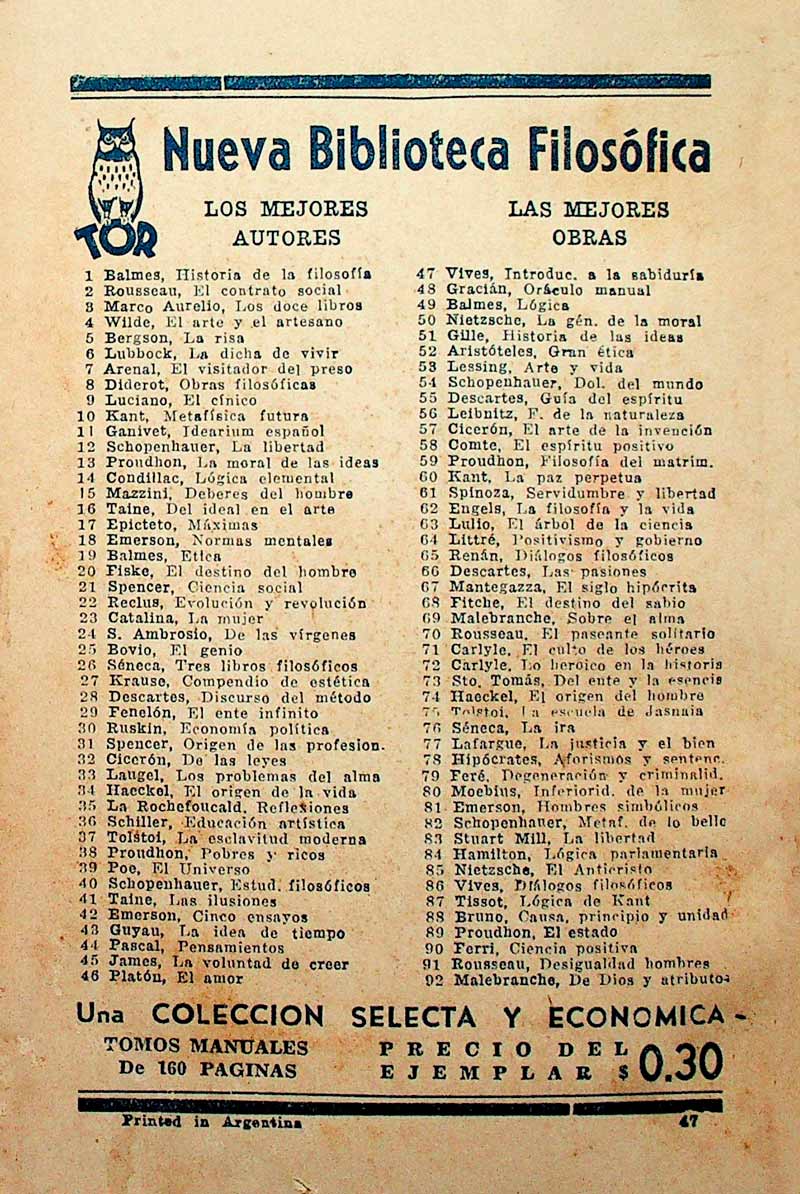 Nueva Biblioteca Filosófica
TOR
LOS MEJORES
AUTORES
LAS MEJORES
OBRAS
1 Balmes, Historia de la filosofía
2 Rousseau, El contrato social
3 Marco Aurelio, Los doce libros
4 Wilde, El arte y el artesano
5 Bergson, La risa
6 Lubbock, La dicha de vivir
7 Arenal, El visitador del preso
8 Diderot, Obras filosóficas
9 Luciano, El cínico
10 Kant, Metafísica futura
11 Ganivet, Idearium español
12 Schopenhauer, La libertad
13 Proudhon, La moral de las ideas
14 Condillac, Lógica elemental
15 Mazzini, Deberes del hombre
16 Taine, Del ideal en el arte
17 Epicteto, Máximas
18 Emerson, Normas mentales
19 Balmes, Etica
20 Fiske, El destino del hombre
21 Spencer, Ciencia social
22 Reclus, Evolución y revolución
23 Catalina, La mujer
24 S. Ambrosio, De las vírgenes
25 Bovio, El genio
26 Séneca, Tres libros filosóficos
27 Krause, Compendio de estética
28 Descartes, Discurso del método
29 Fenelón, El ente infinito
30 Ruskin, Economía política
31 Spencer, Origen de las profesion.
32 Cicerón, De las leyes
33 Laugel, Los problemas del alma
34 Haeckel, El origen de la vida
35 La Rochefoucald, Reflexiones
36 Schiller, Educación artística
37 Tolstoi, La esclavitud moderna
38 Proudhon, Pobres y ricos
39 Poe, El Universo
40 Schopenhauer, Estud. filosóficos
41 Taine, Las ilusiones
42 Emerson, Cinco ensayos
43 Guyau, La idea de tiempo
44 Pascal, Pensamientos
45 James, La voluntad de creer
46 Platón, El amor
47 Vives, Introduc. a la sabiduría
48 Gracián, Oráculo manual
49 Balmes, Lógica
50 Nietzsche, La gén. de la moral
51 Gille, Historia de las ideas
52 Aristóteles, Gran ética
53 Lessing, Arte y vida
54 Schopenhauer, Dol. del mundo
55 Descartes, Guía del espíritu
56 Leibnitz, F. de la naturaleza
57 Cicerón, El arte de la invención
58 Comte, El espíritu positivo
59 Proudhon, Filosofía del matrim.
60 Kant, La paz perpetua
61 Spinoza, Servidumbre y libertad
62 Engels, La filosofía y la vida
63 Lulio, El árbol de la ciencia
64 Littré, Positivismo y gobierno
65 Renán, Diálogos filosóficos
66 Descartes, Las pasiones
67 Mantegazza, El siglo hipócrita
68 Fitche, El destino del sabio
69 Malebranche, Sobre el alma
70 Rousseau, El paseante solitario
71 Carlyle, El culto de los héroes
72 Carlyle, Lo heroico en la historia
73 Sto. Tomás, Del ente y la esencia
74 Haeckel, El origen del hombre
75 Tolstoi, La escuela de Jasnaia
76 Séneca, La ira
77 Lafargue, La justicia y el bien
78 Hipócrates, Aforismos y sentenc.
79 Feré, Degeneración y criminalid.
80 Moebius, Inferiorid. de la mujer
81 Emerson, Hombres simbólicos
82 Schopenhauer, Metaf. de lo bello
83 Stuart Mill, La libertad
84 Hamilton, Lógica parlamentaria
85 Nietzsche, El Anticristo
86 Vives, Diálogos filosóficos
87 Tissot, Lógica de Kant
88 Bruno, Causa, principio y unidad
89 Proudhon, El estado
90 Ferri, Ciencia positiva
91 Rousseau, Desigualdad hombres
92 Malebranche, De Dios y atributos
Una COLECCION SELECTA Y ECONOMICA -
TOMOS MANUALES
De 160 PAGINAS
PRECIO DEL
EJEMPLAR $ 0.30
Printed in Argentina
47